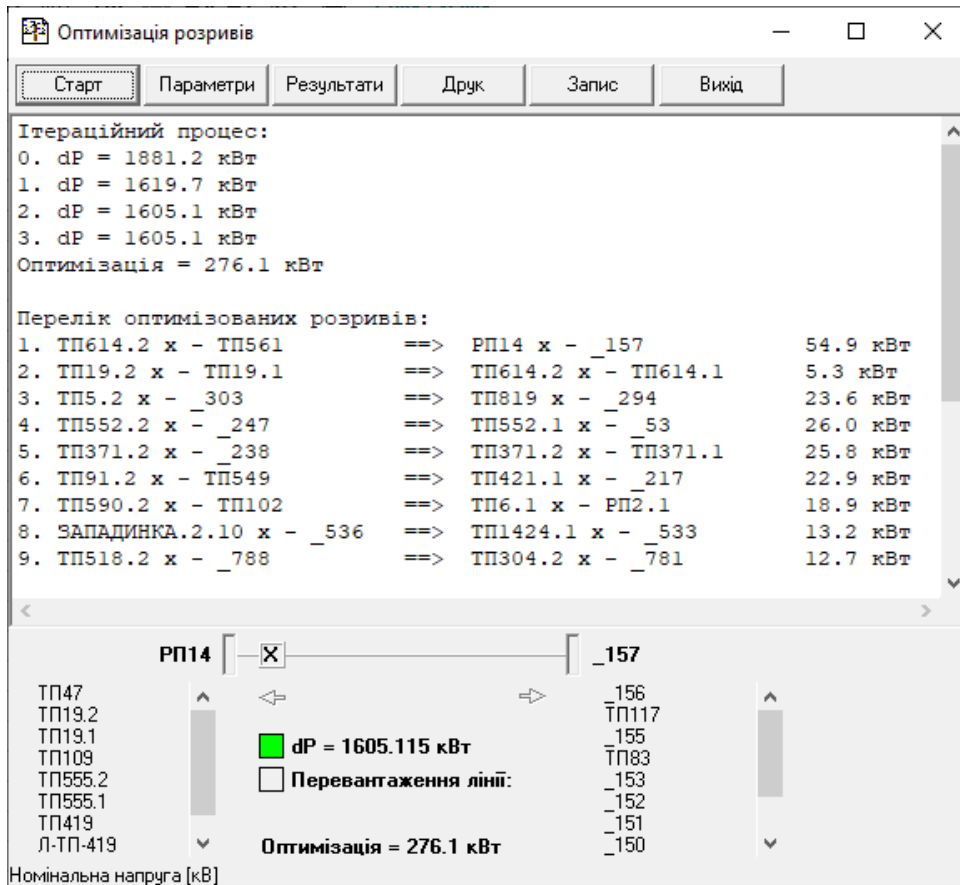 Оптимізація розривів
Старт Параметри Результати Друк Запис Вихід
Ітераційний процес:
0. dP = 1881.2 кВт
1. dP = 1619.7 кВт
2. dP = 1605.1 кВт
3. dP = 1605.1 кВт
Оптимізація = 276.1 кВт
Перелік оптимізованих розривів:
1. ТП614.2 x - ТП561 ==> РП14 x - _157 54.9 кВт
2. ТП19.2 x - ТП19.1 ==> ТП614.2 x - ТП614.1 5.3 кВт
3. ТП5.2 x - _303 ==> ТП819 x - _294 23.6 кВт
4. ТП552.2 x - _247 ==> ТП552.1 x - _53 26.0 кВт
5. ТП371.2 x - _238 ==> ТП371.2 x - ТП371.1 25.8 кВт
6. ТП91.2 x - ТП549 ==> ТП421.1 x - _217 22.9 кВт
7. ТП590.2 x - ТП102 ==> ТП6.1 x - РП2.1 18.9 кВт
8. ЗАПАДИНКА.2.10 x - _536 ==> ТП1424.1 x - _533 13.2 кВт
9. ТП518.2 x - _788 ==> ТП304.2 x - _781 12.7 кВт
РП14 X _157
ТП47
ТП19.2
ТП19.1
ТП109
ТП555.2
ТП555.1
ТП419
Л-ТП-419
dP = 1605.115 кВт
Перевантаження лінії:
Оптимізація = 276.1 кВт
_156
ТП117
_155
ТП83
_153
_152
_151
_150
Номінальна напруга [кВ]